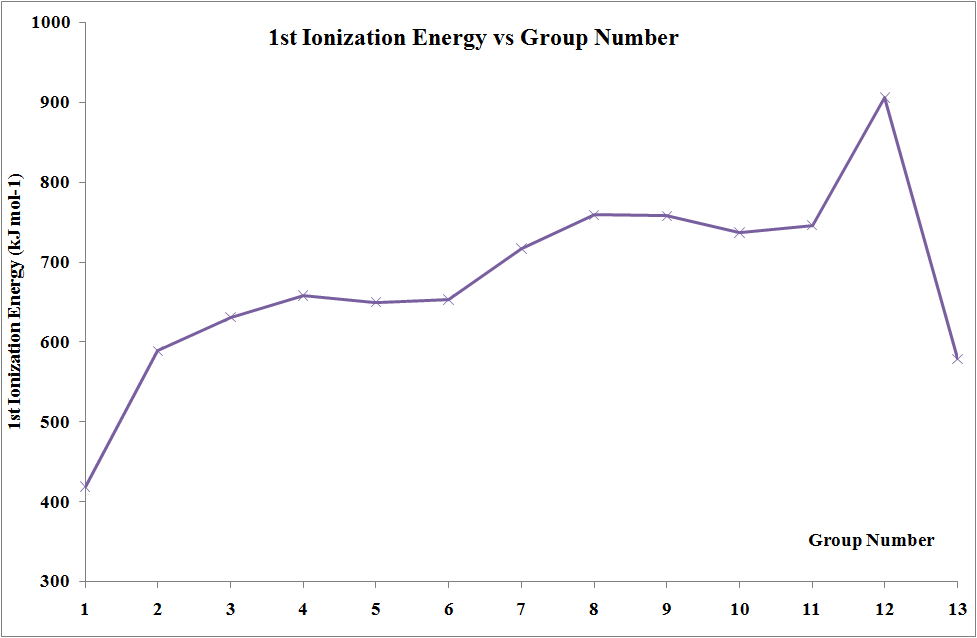 1st Ionization Energy vs Group Number
1000
900
800
700
600
500
400
300
1st Ionization Energy (kJ mol-1)
Group Number
1 2 3 4 5 6 7 8 9 10 11 12 13